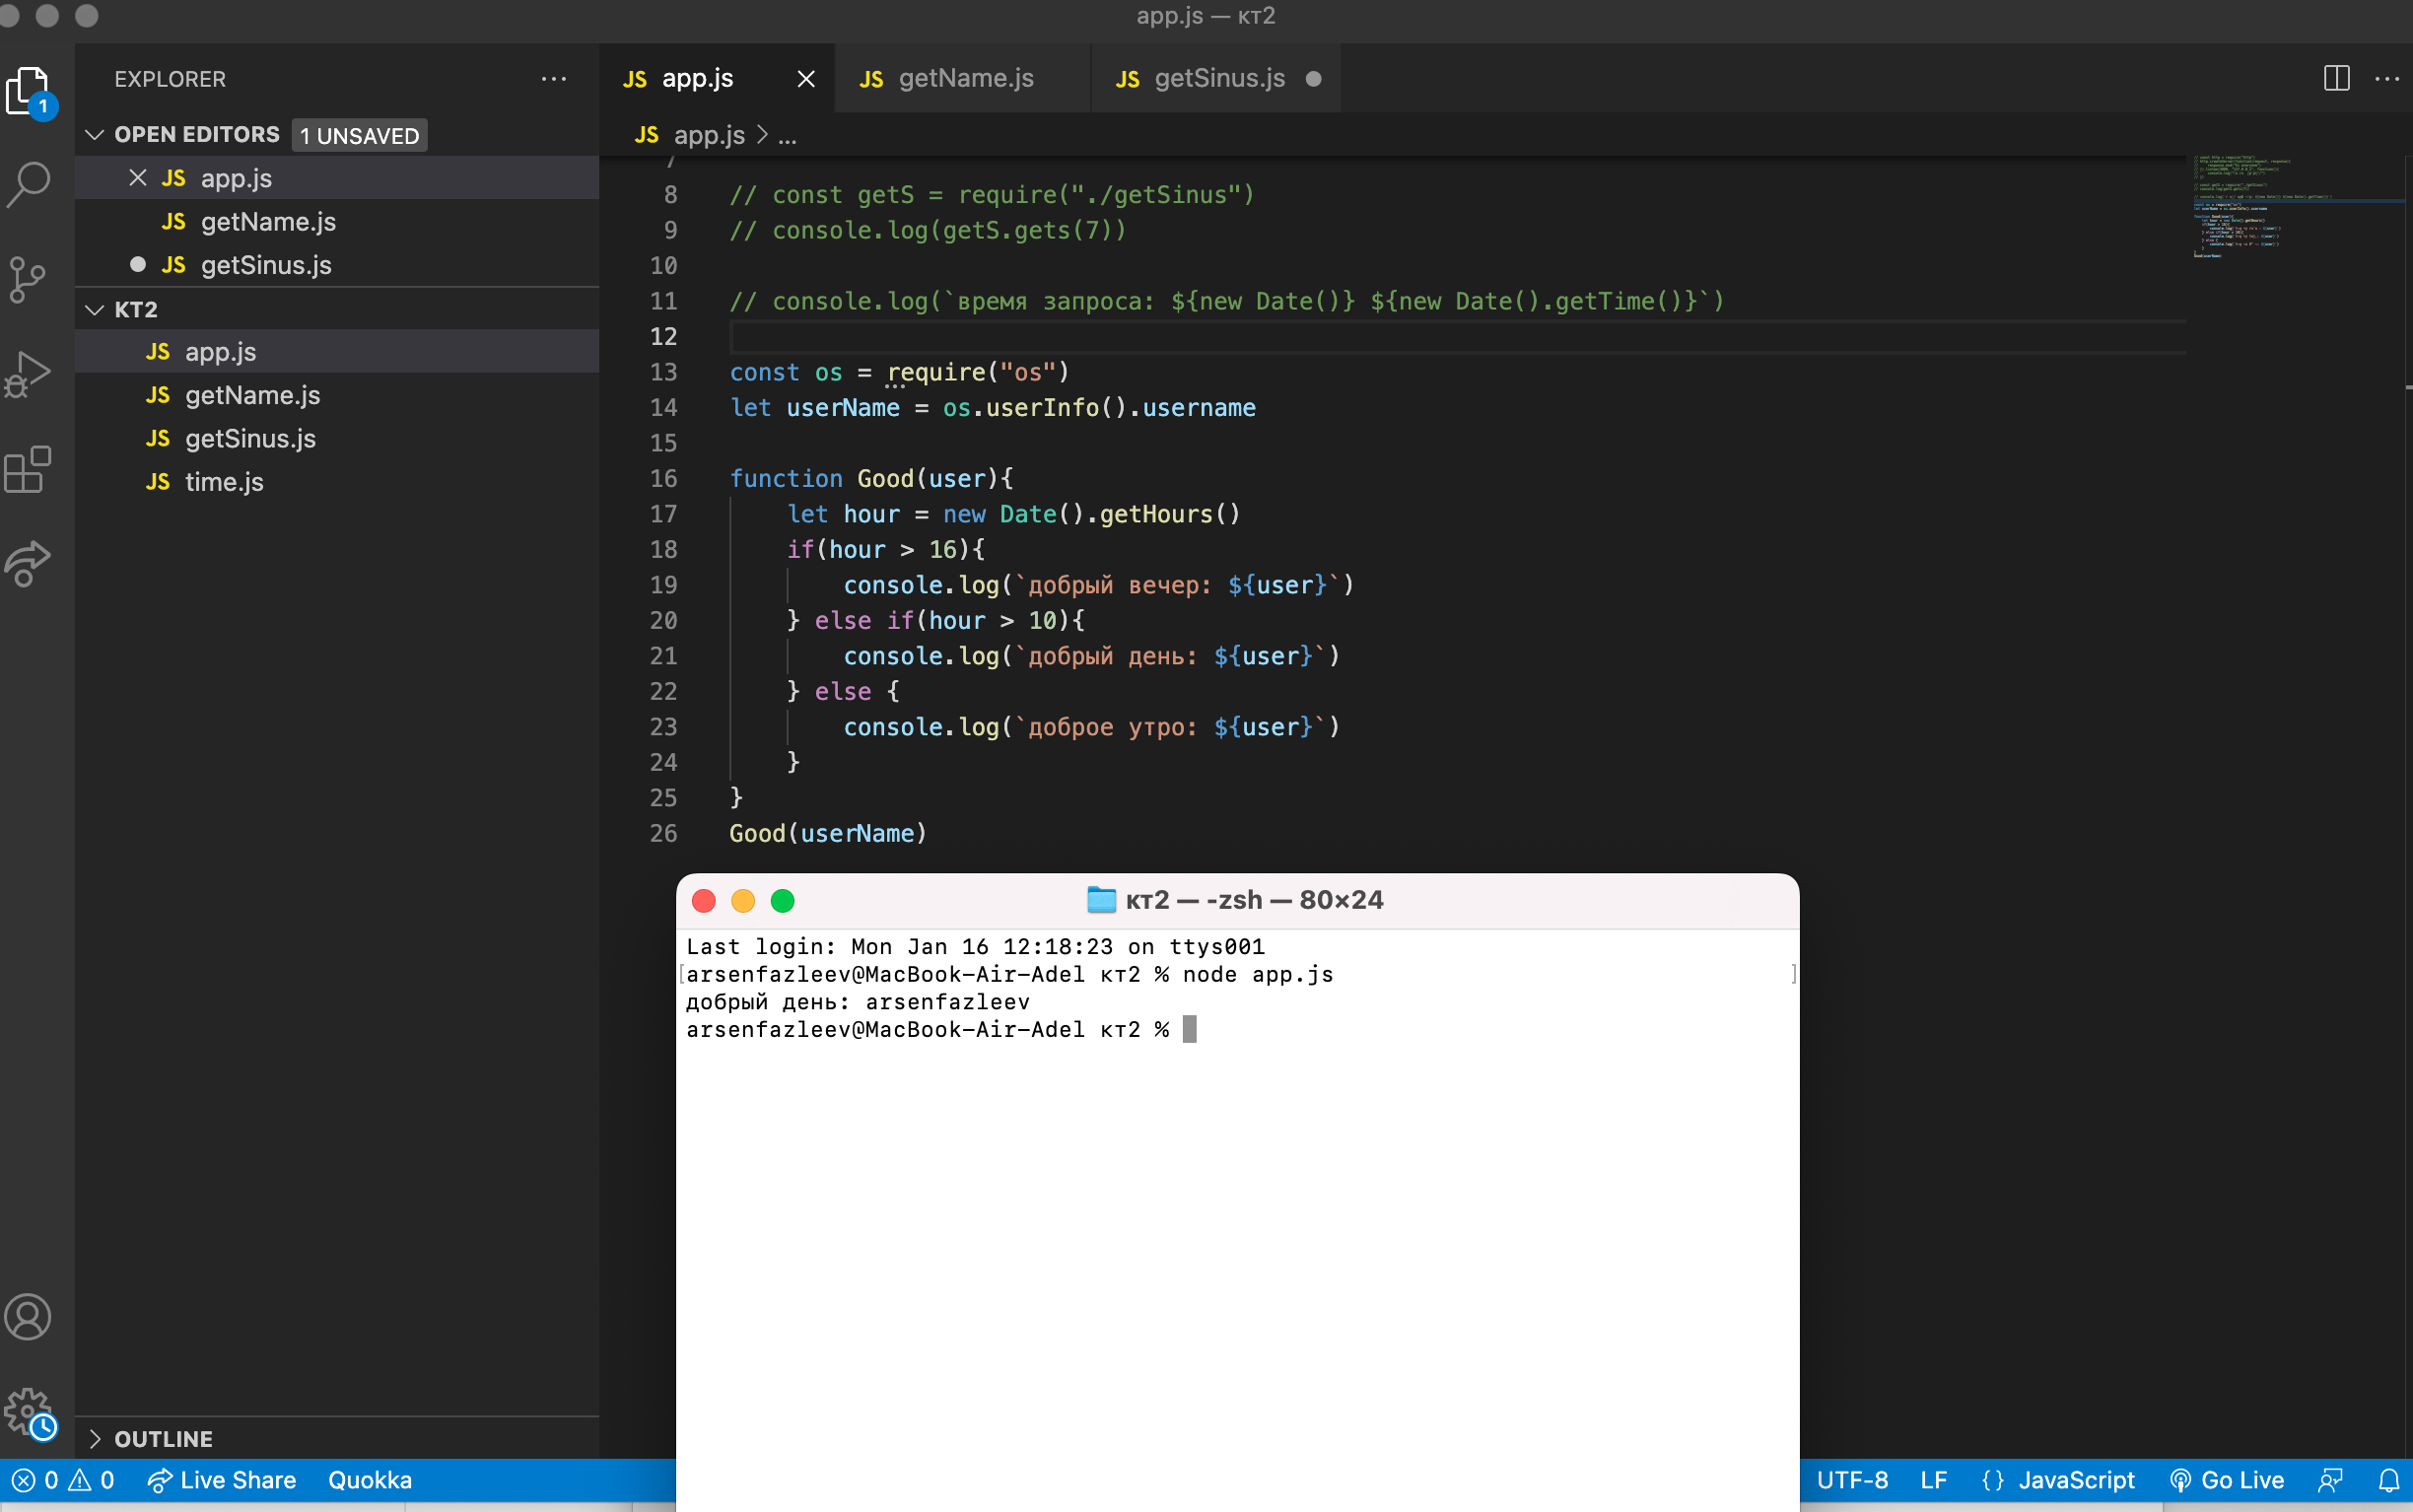 app.js — кт2
EXPLORER
OPEN EDITORS 1 UNSAVED
JS app.js
JS getName.js
JS getSinus.js
KT2
JS app.js
JS getName.js
JS getSinus.js
JS time.js
OUTLINE
1
JS app.js
JS getName.js
JS getSinus.js
JS app.js > ...
7
8 // const getS = require("./getSinus")
9 // console.log(getS.gets(7))
10
11 // console.log(`время запроса: ${new Date()} ${new Date().getTime()}`)
12
13 const os = require("os")
14 let userName = os.userInfo().username
15
16 function Good(user){
17 let hour = new Date().getHours()
18 if(hour > 16){
19 console.log(`добрый вечер: ${user}`)
20 } else if(hour > 10){
21 console.log(`добрый день: ${user}`)
22 } else {
23 console.log(`доброе утро: ${user}`)
24 }
25 }
26 Good(userName)
кт2 — -zsh — 80×24
Last login: Mon Jan 16 12:18:23 on ttys001
[arsenfazleev@MacBook-Air-Adel кт2 % node app.js ]
добрый день: arsenfazleev
arsenfazleev@MacBook-Air-Adel кт2 %
0 0 Live Share Quokka UTF-8 LF {} JavaScript Go Live